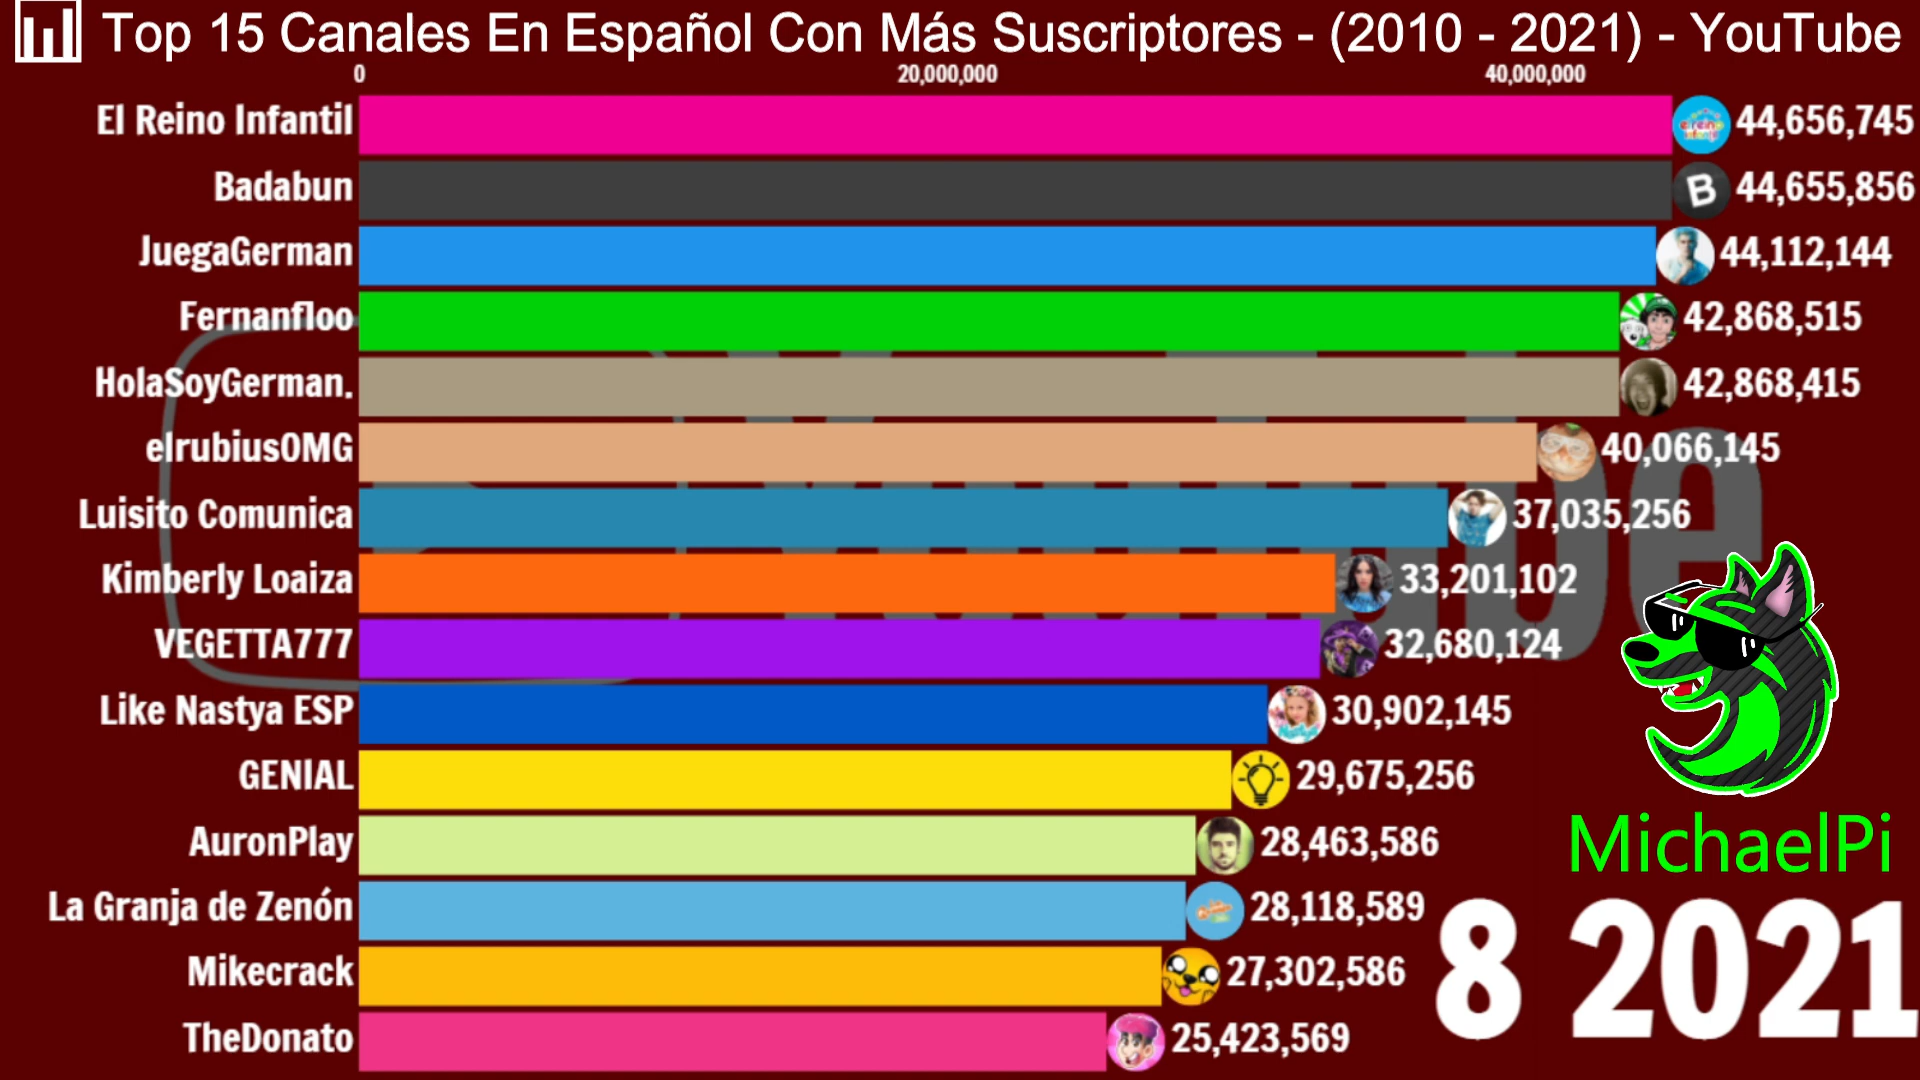 Top 15 Canales En Español Con Más Suscriptores - (2010 - 2021) - YouTube
0 20,000,000 40,000,000
El Reino Infantil 44,656,745
Badabun B 44,655,856
JuegaGerman 44,112,144
Fernanfloo 42,868,515
HolaSoyGerman. 42,868,415
elrubiusOMG 40,066,145
Luisito Comunica 37,035,256
Kimberly Loaiza 33,201,102
VEGETTA777 32,680,124
Like Nastya ESP 30,902,145
GENIAL 29,675,256
AuronPlay 28,463,586
La Granja de Zenón 28,118,589
Mikecrack 27,302,586
TheDonato 25,423,569
MichaelPi
8 2021